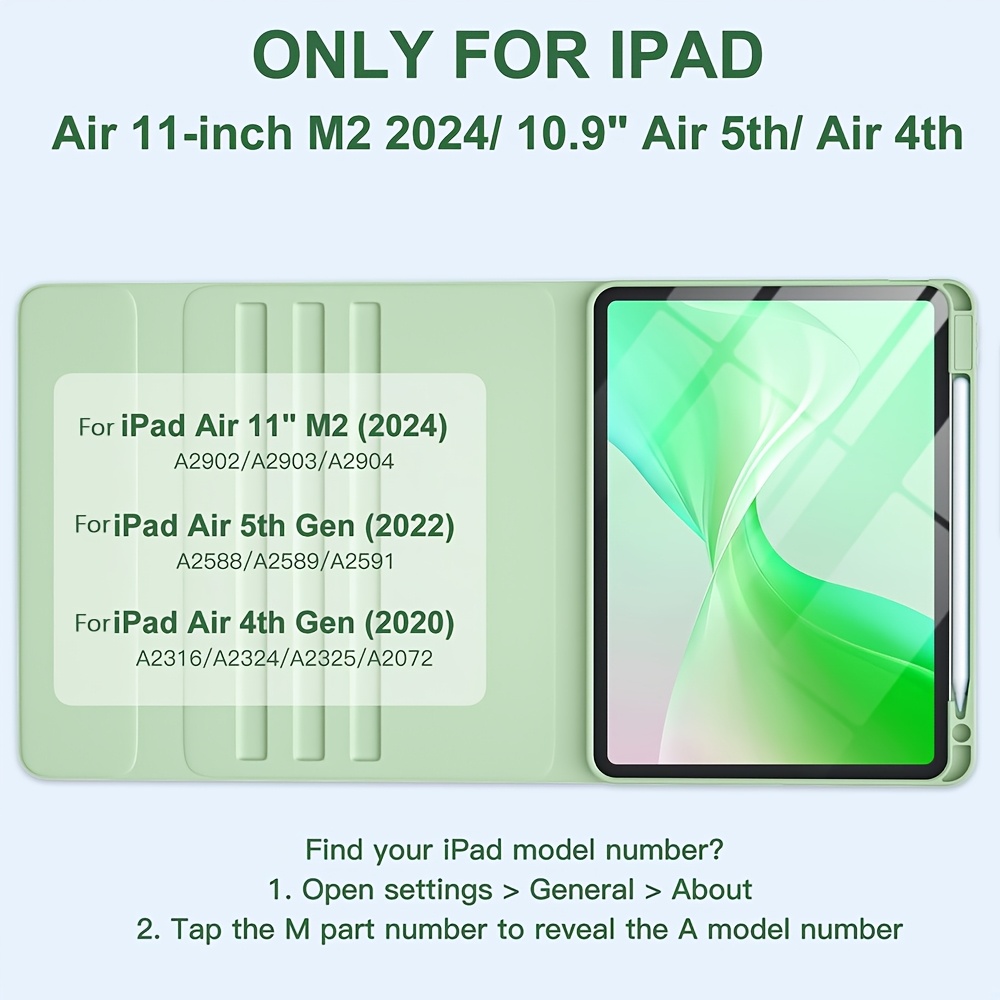 ONLY FOR IPAD
Air 11-inch M2 2024/ 10.9" Air 5th/ Air 4th
For iPad Air 11" M2 (2024)
A2902/A2903/A2904
For iPad Air 5th Gen (2022)
A2588/A2589/A2591
For iPad Air 4th Gen (2020)
A2316/A2324/A2325/A2072
Find your iPad model number?
1. Open settings > General > About
2. Tap the M part number to reveal the A model number